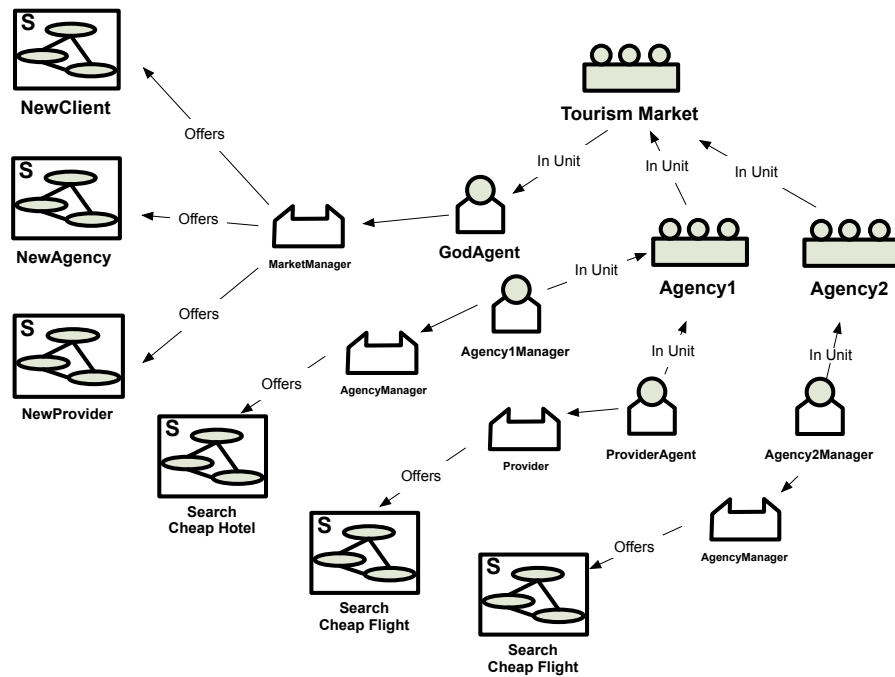 S
NewClient
Offers
Tourism Market
In Unit
In Unit
In Unit
S
NewAgency
Offers
MarketManager
GodAgent
In Unit
Agency1
Agency2
S
NewProvider
Offers
Agency1Manager
AgencyManager
Offers
In Unit
In Unit
S
Search
Cheap Hotel
Provider
ProviderAgent
Agency2Manager
Offers
S
Search
Cheap Flight
AgencyManager
Offers
S
Search
Cheap Flight